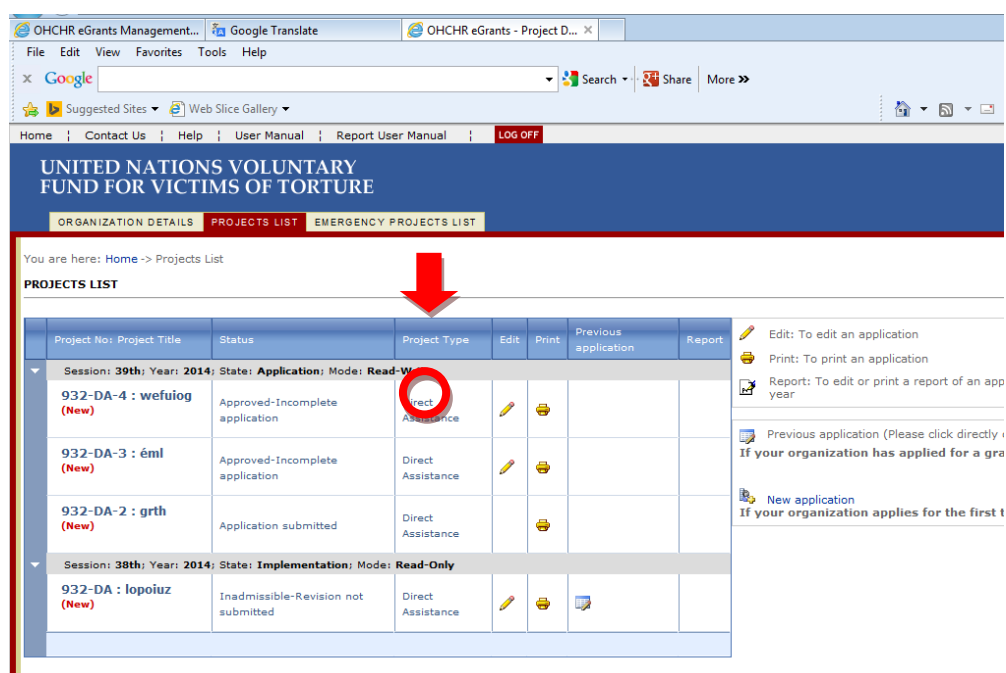 OHCHR eGrants Management... Google Translate OHCHR eGrants - Project D... ×
File Edit View Favorites Tools Help
x Google Search Share More »
Suggested Sites Web Slice Gallery
Home ¦ Contact Us ¦ Help ¦ User Manual ¦ Report User Manual ¦ LOG OFF
UNITED NATIONS VOLUNTARY
FUND FOR VICTIMS OF TORTURE
ORGANIZATION DETAILS PROJECTS LIST EMERGENCY PROJECTS LIST
You are here: Home -> Projects List
PROJECTS LIST
Project No: Project Title Status Project Type Edit Print Previous application Report
Session: 39th; Year: 2014; State: Application; Mode:
932-DA-4 : wefuiog
(New)
Approved-Incomplete
application
Direct
Assistance
932-DA-3 : éml
(New)
Approved-Incomplete
application
Direct
Assistance
932-DA-2 : grth
(New)
Application submitted
Direct
Assistance
Session: 38th; Year: 2014; State: Implementation; Mode: Read-Only
932-DA : lopoiuz
(New)
Inadmissible-Revision not
submitted
Direct
Assistance
Edit: To edit an application
Print: To print an application
Report: To edit or print a report of an app
year
Previous application (Please click directly
If your organization has applied for a gra
New application
If your organization applies for the first t